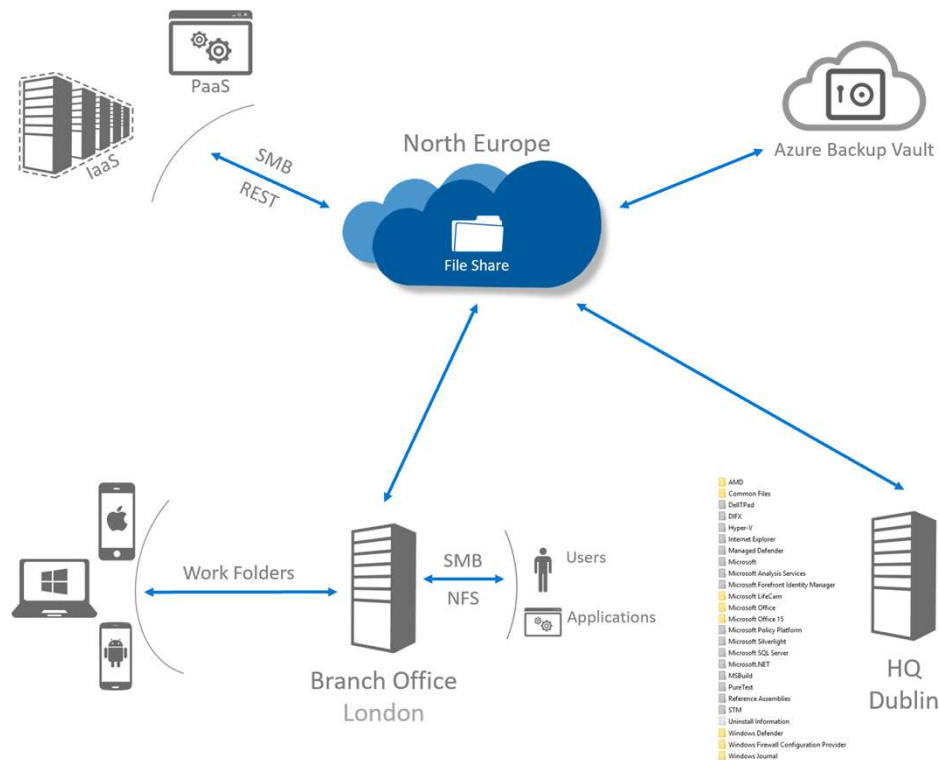 PaaS
IaaS
SMB
REST
North Europe
File Share
Azure Backup Vault
Work Folders
SMB
NFS
Users
Applications
Branch Office
London
AMD
Common Files
DellTPad
DIFX
Hyper-V
Internet Explorer
Managed Defender
Microsoft
Microsoft Analysis Services
Microsoft Forefront Identity Manager
Microsoft LifeCam
Microsoft Office
Microsoft Office 15
Microsoft Policy Platform
Microsoft Silverlight
Microsoft SQL Server
Microsoft.NET
MSBuild
PureText
Reference Assemblies
STM
Uninstall Information
Windows Defender
Windows Firewall Configuration Provider
Windows Journal
HQ
Dublin